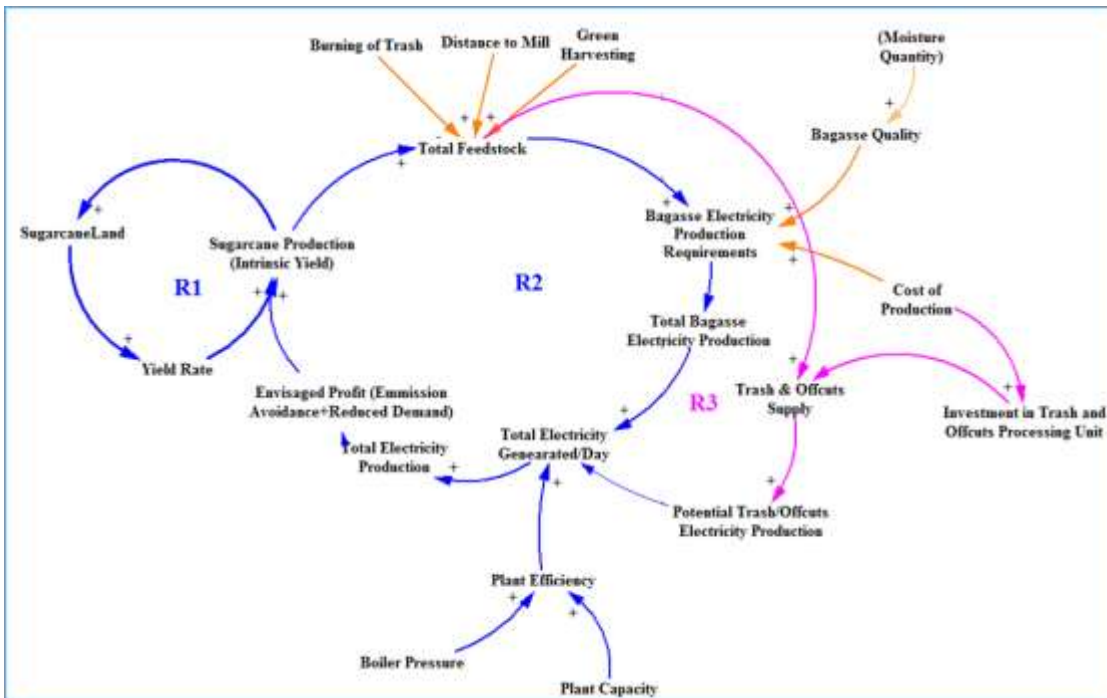 Burning of Trash
Distance to Mill
Green
Harvesting
(Moisture
Quantity)
Total Feedstock
Bagasse Quality
SugarcaneLand
Sugarcane Production
(Intrinsic Yield)
Bagasse Electricity
Production
Requirements
R1
R2
Cost of
Production
Total Bagasse
Electricity Production
Yield Rate
Envisaged Profit (Emmission
Avoidance+Reduced Demand)
R3
Trash & Offcuts
Supply
Investment in Trash and
Offcuts Processing Unit
Total Electricity
Production
Total Electricity
Genearated/Day
Potential Trash/Offcuts
Electricity Production
Plant Efficiency
Boiler Pressure
Plant Capacity